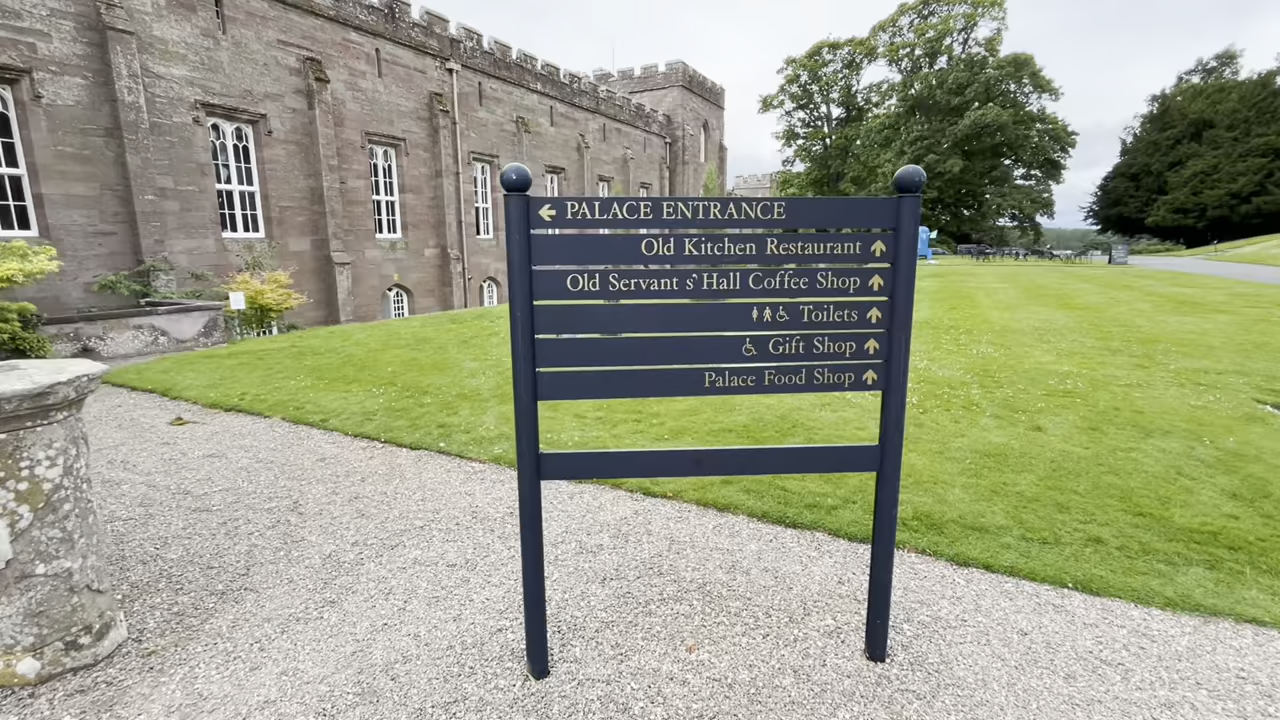 PALACE ENTRANCE
Old Kitchen Restaurant
Old Servant s' Hall Coffee Shop
Toilets
Gift Shop
Palace Food Shop